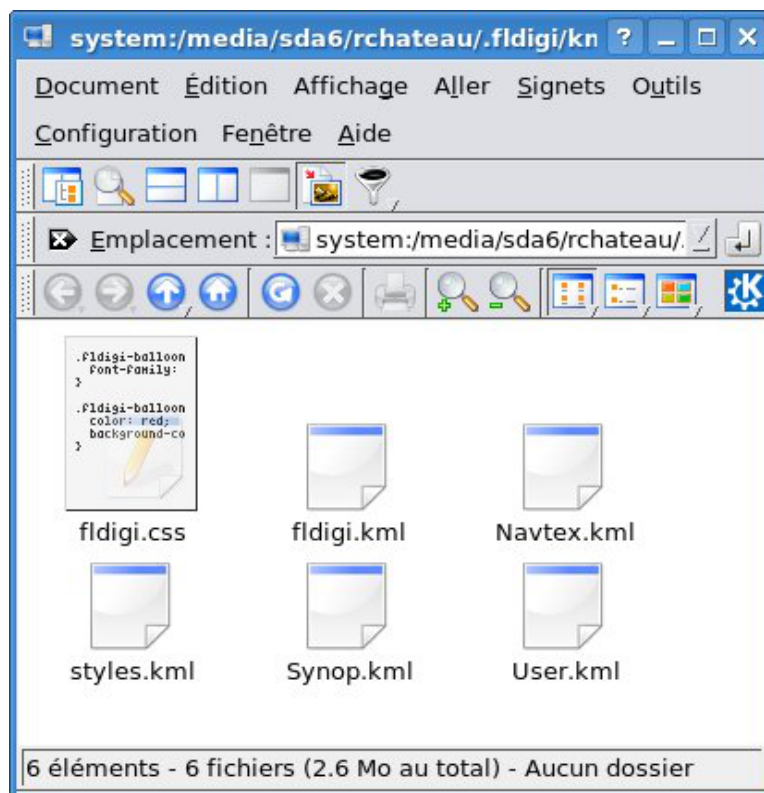 system:/media/sda6/rchateau/.fldigi/kn
Document Édition Affichage Aller Signets Outils
Configuration Fenêtre Aide
Emplacement : system:/media/sda6/rchateau/.
.fldigi-balloon
font-family:
}
.fldigi-balloon
color: red;
background-co
}
fldigi.css fldigi.kml Navtex.kml
styles.kml Synop.kml User.kml
6 éléments - 6 fichiers (2.6 Mo au total) - Aucun dossier